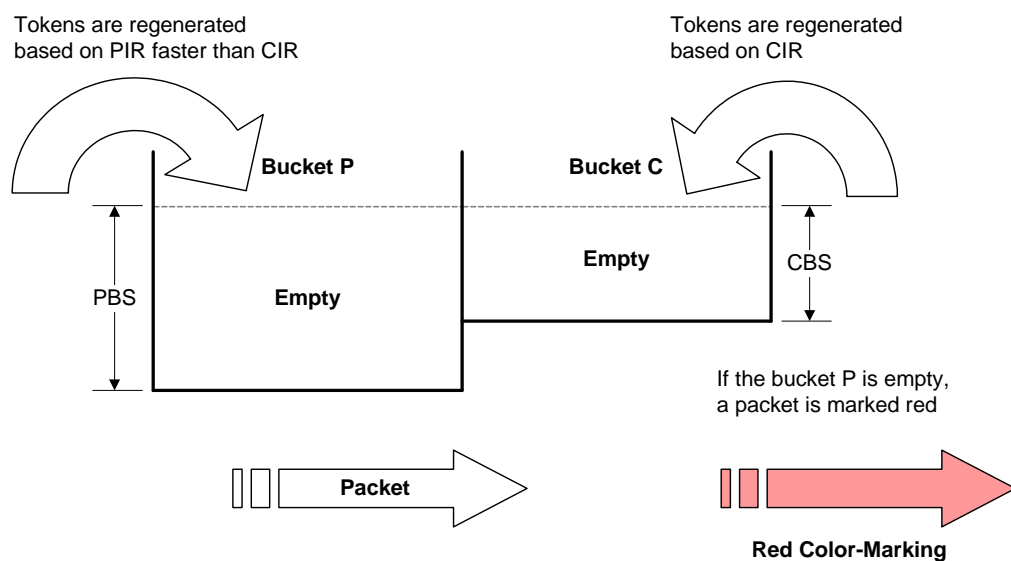 Tokens are regenerated
based on PIR faster than CIR
Tokens are regenerated
based on CIR
Bucket P
Bucket C
PBS
Empty
Empty
CBS
If the bucket P is empty,
a packet is marked red
Packet
Red Color-Marking